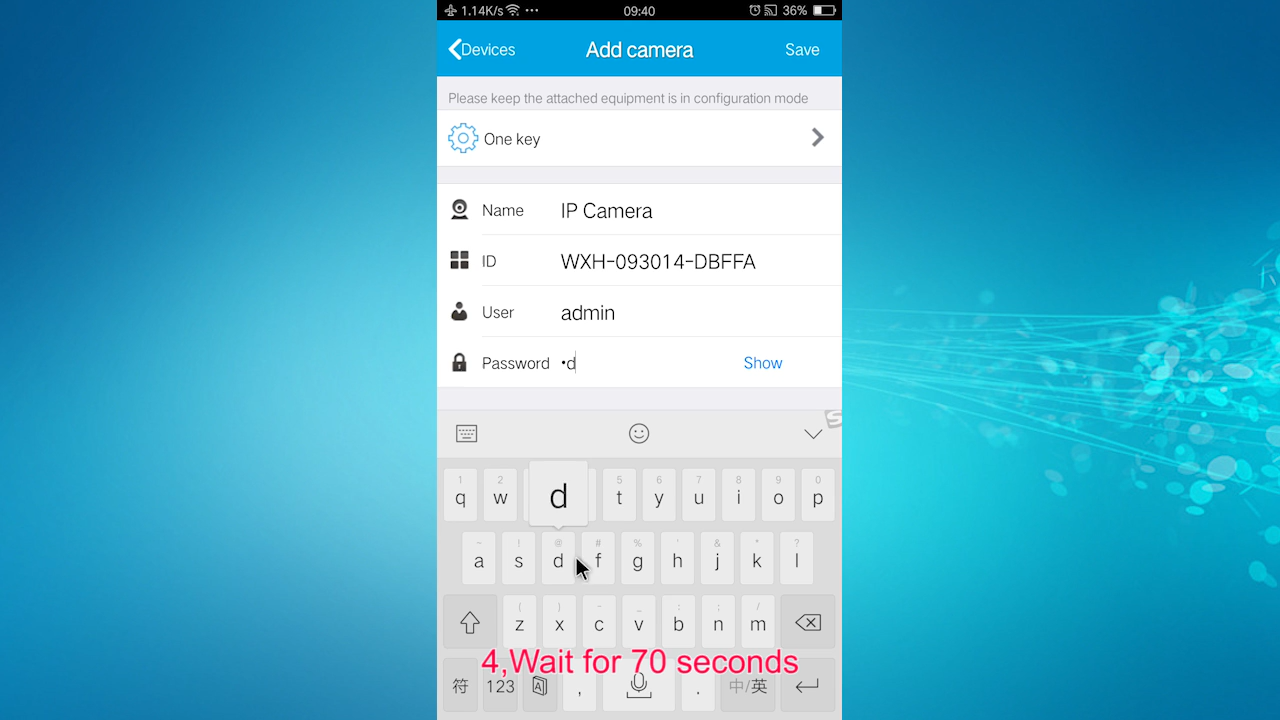 1.14K/s ••• 09:40 36%
Devices Add camera Save
Please keep the attached equipment is in configuration mode
One key
Name IP Camera
ID WXH-093014-DBFFA
User admin
Password •d Show
S
1 2 5 6 7 8 9 0
q w d t y u i o p
~ ! @ # % ' & * ?
a s d f g h j k l
( ) - _ : ; /
z x c v b n m
4,Wait for 70 seconds
符 123 A , . 中/英